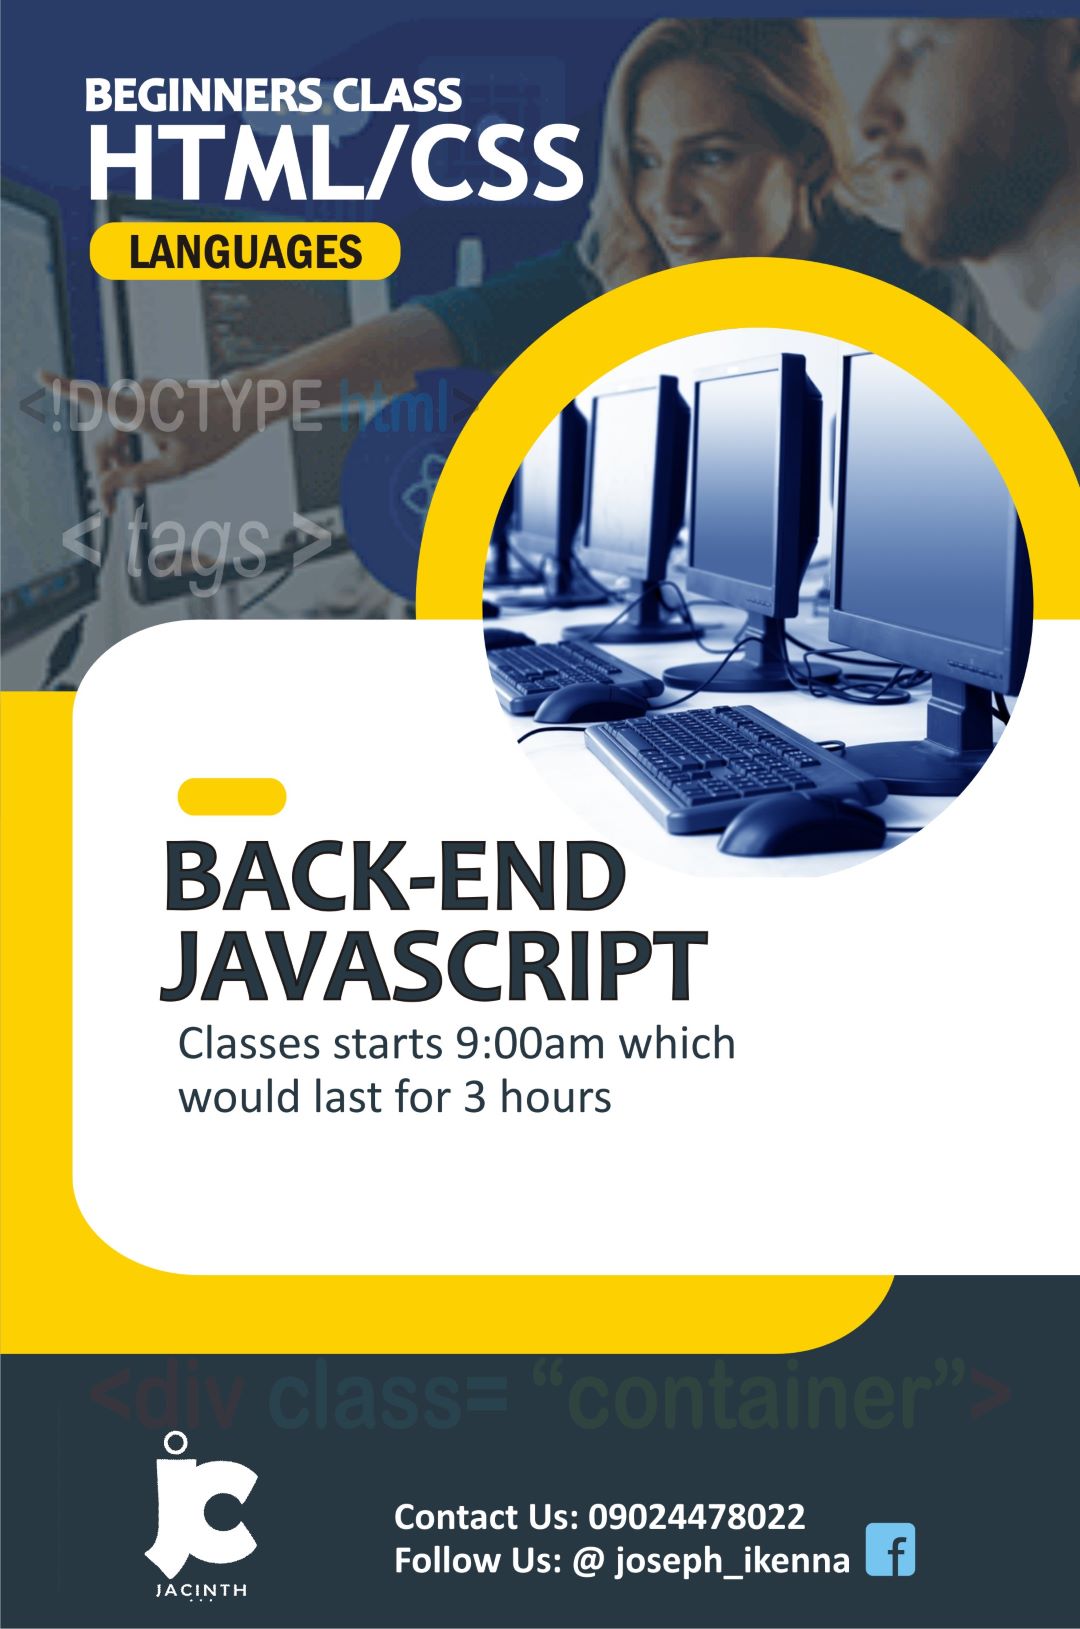 BEGINNERS CLASS
HTML/CSS
LANGUAGES
<!DOCTYPE html>
< tags >
BACK-END
JAVASCRIPT
Classes starts 9:00am which
would last for 3 hours
<div class= “container”>
Contact Us: 09024478022
Follow Us: @ joseph_ikenna
f
jc
JACINTH